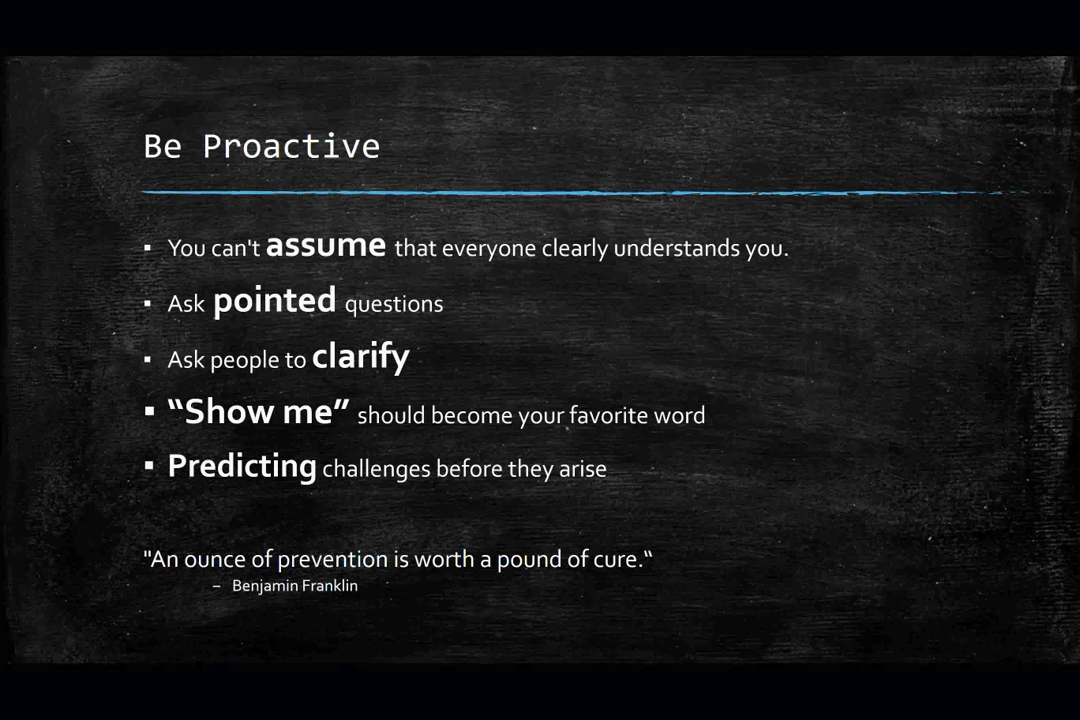 Be Proactive
▪ You can't assume that everyone clearly understands you.
▪ Ask pointed questions
▪ Ask people to clarify
▪ “Show me” should become your favorite word
▪ Predicting challenges before they arise
"An ounce of prevention is worth a pound of cure.“
– Benjamin Franklin